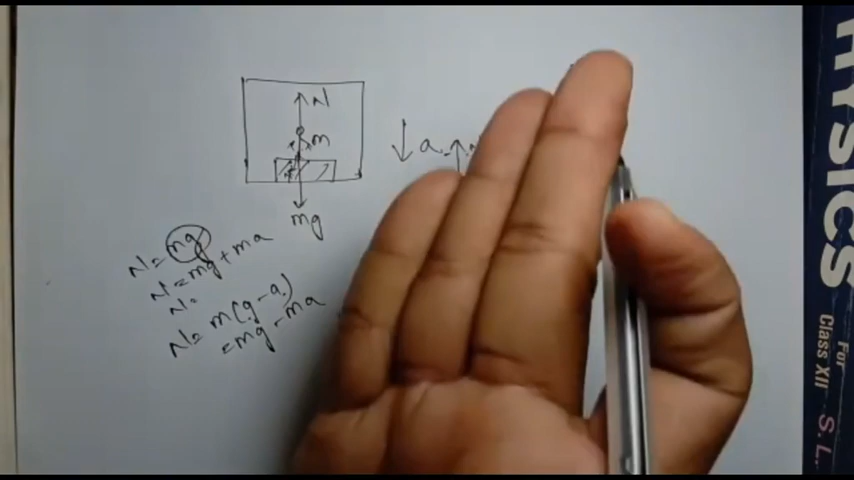 N
m
a
mg
N = mg
N = mg + ma
N =
N = m(g - a)
= mg - ma
HYSICS
For
Class XII
S. L.